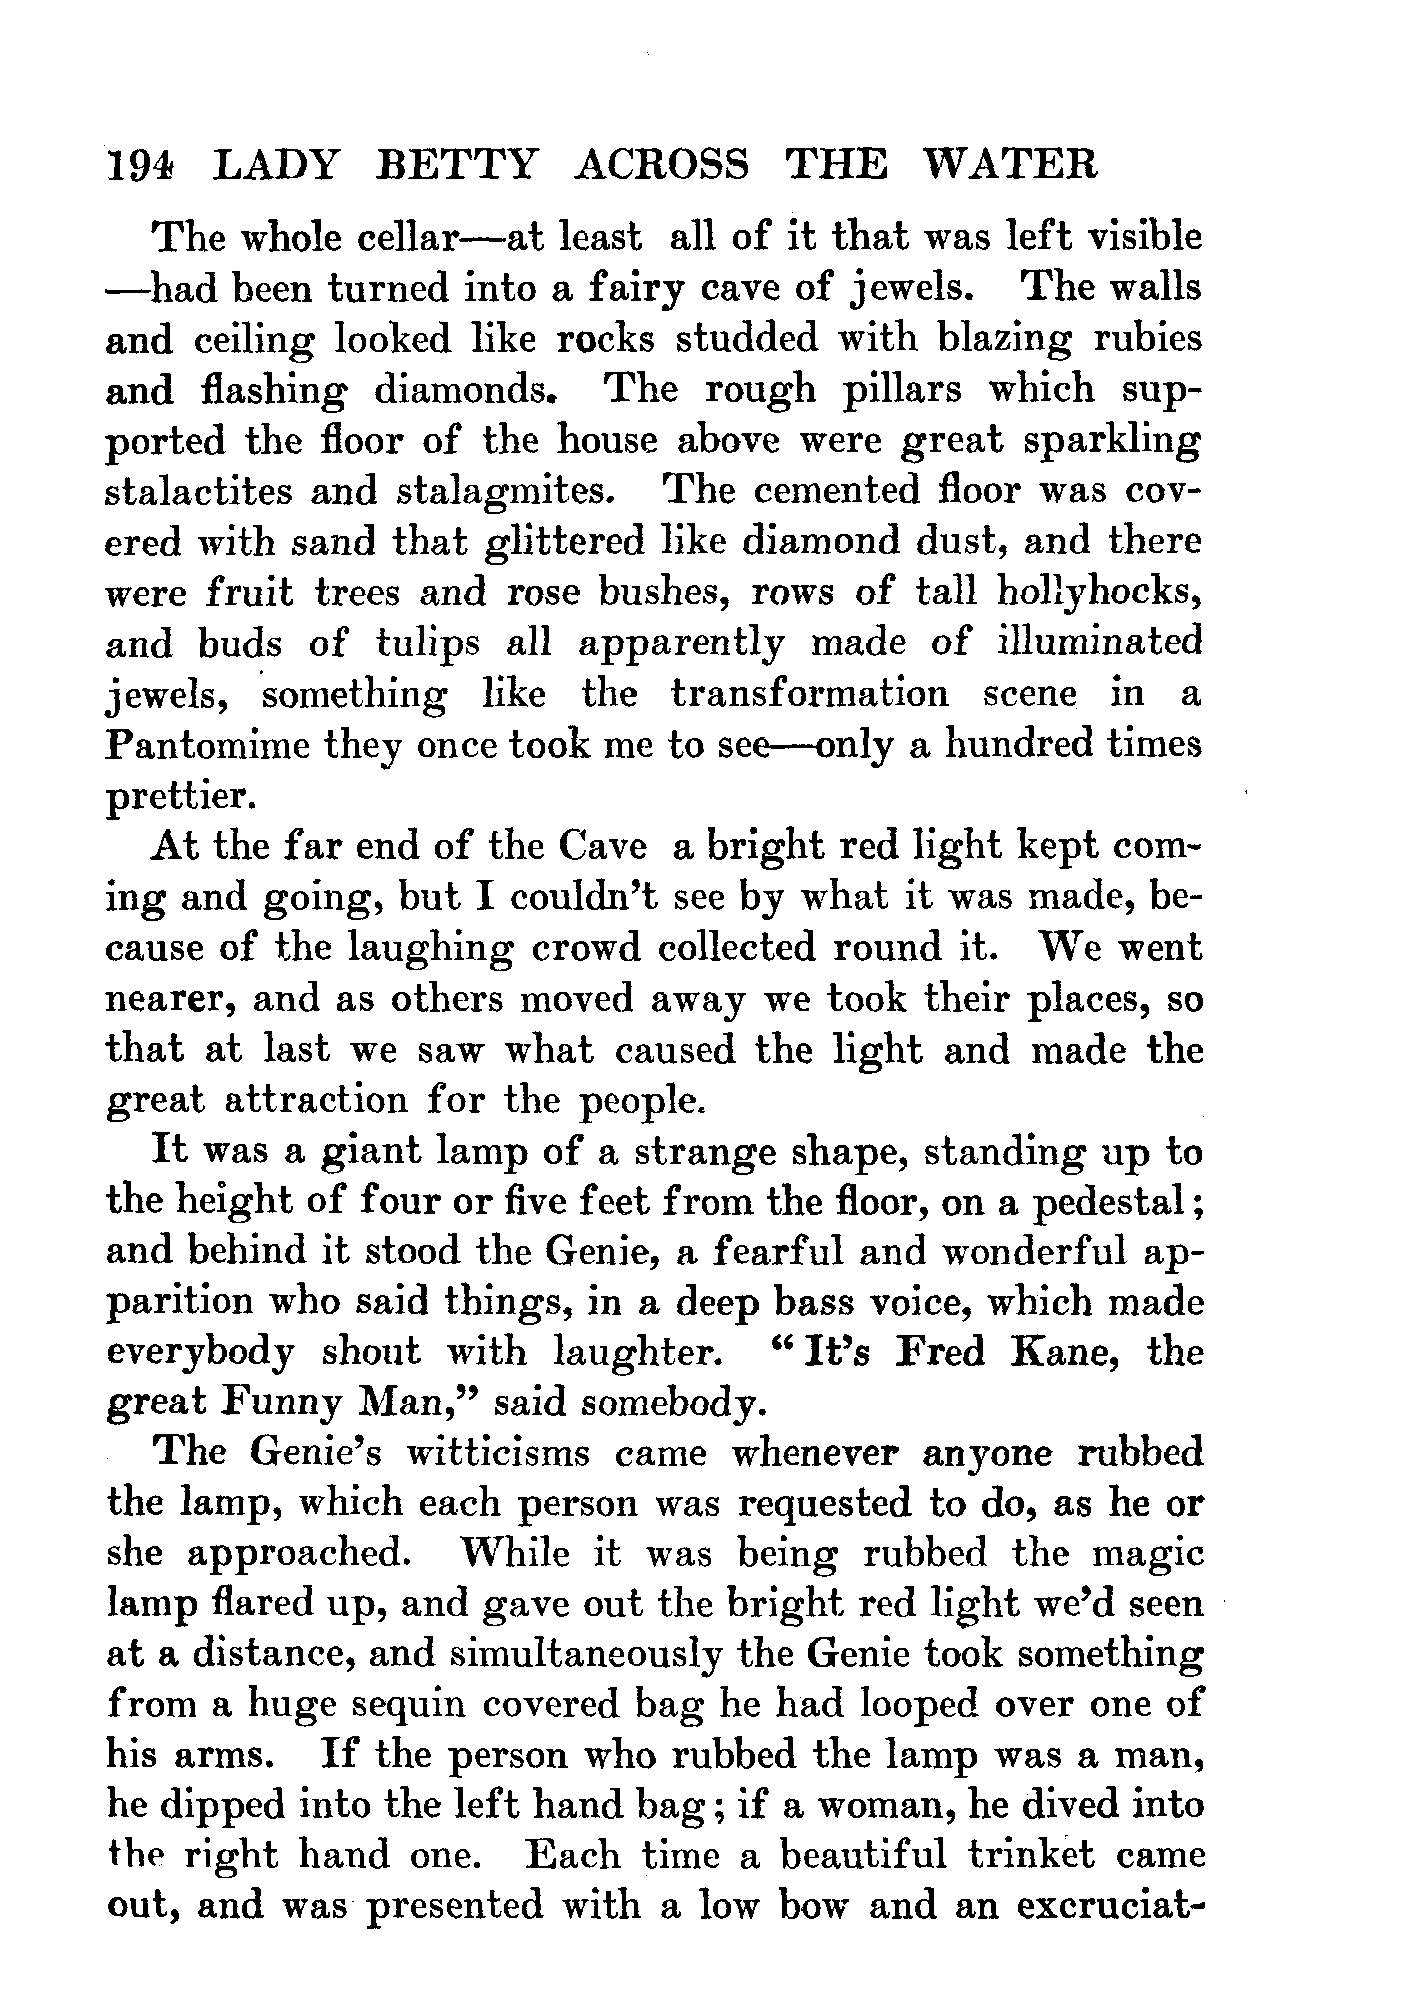 194 LADY BETTY ACROSS THE WATER
The whole cellar—at least all of it that was left visible
—had been turned into a fairy cave of jewels. The walls
and ceiling looked like rocks studded with blazing rubies
and flashing diamonds. The rough pillars which sup-
ported the floor of the house above were great sparkling
stalactites and stalagmites. The cemented floor was cov-
ered with sand that glittered like diamond dust, and there
were fruit trees and rose bushes, rows of tall hollyhocks,
and buds of tulips all apparently made of illuminated
jewels, something like the transformation scene in a
Pantomime they once took me to see—only a hundred times
prettier.
At the far end of the Cave a bright red light kept com-
ing and going, but I couldn't see by what it was made, be-
cause of the laughing crowd collected round it. We went
nearer, and as others moved away we took their places, so
that at last we saw what caused the light and made the
great attraction for the people.
It was a giant lamp of a strange shape, standing up to
the height of four or five feet from the floor, on a pedestal;
and behind it stood the Genie, a fearful and wonderful ap-
parition who said things, in a deep bass voice, which made
everybody shout with laughter. "It's Fred Kane, the
great Funny Man," said somebody.
The Genie's witticisms came whenever anyone rubbed
the lamp, which each person was requested to do, as he or
she approached. While it was being rubbed the magic
lamp flared up, and gave out the bright red light we'd seen
at a distance, and simultaneously the Genie took something
from a huge sequin covered bag he had looped over one of
his arms. If the person who rubbed the lamp was a man,
he dipped into the left hand bag; if a woman, he dived into
the right hand one. Each time a beautiful trinket came
out, and was presented with a low bow and an excruciat-